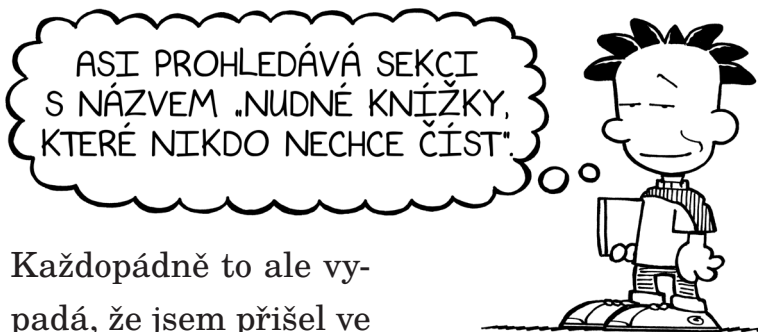 ASI PROHLEDÁVÁ SEKCI
S NÁZVEM „NUDNÉ KNÍŽKY,
KTERÉ NIKDO NECHCE ČÍST".
Každopádně to ale vy-
padá, že jsem přišel ve